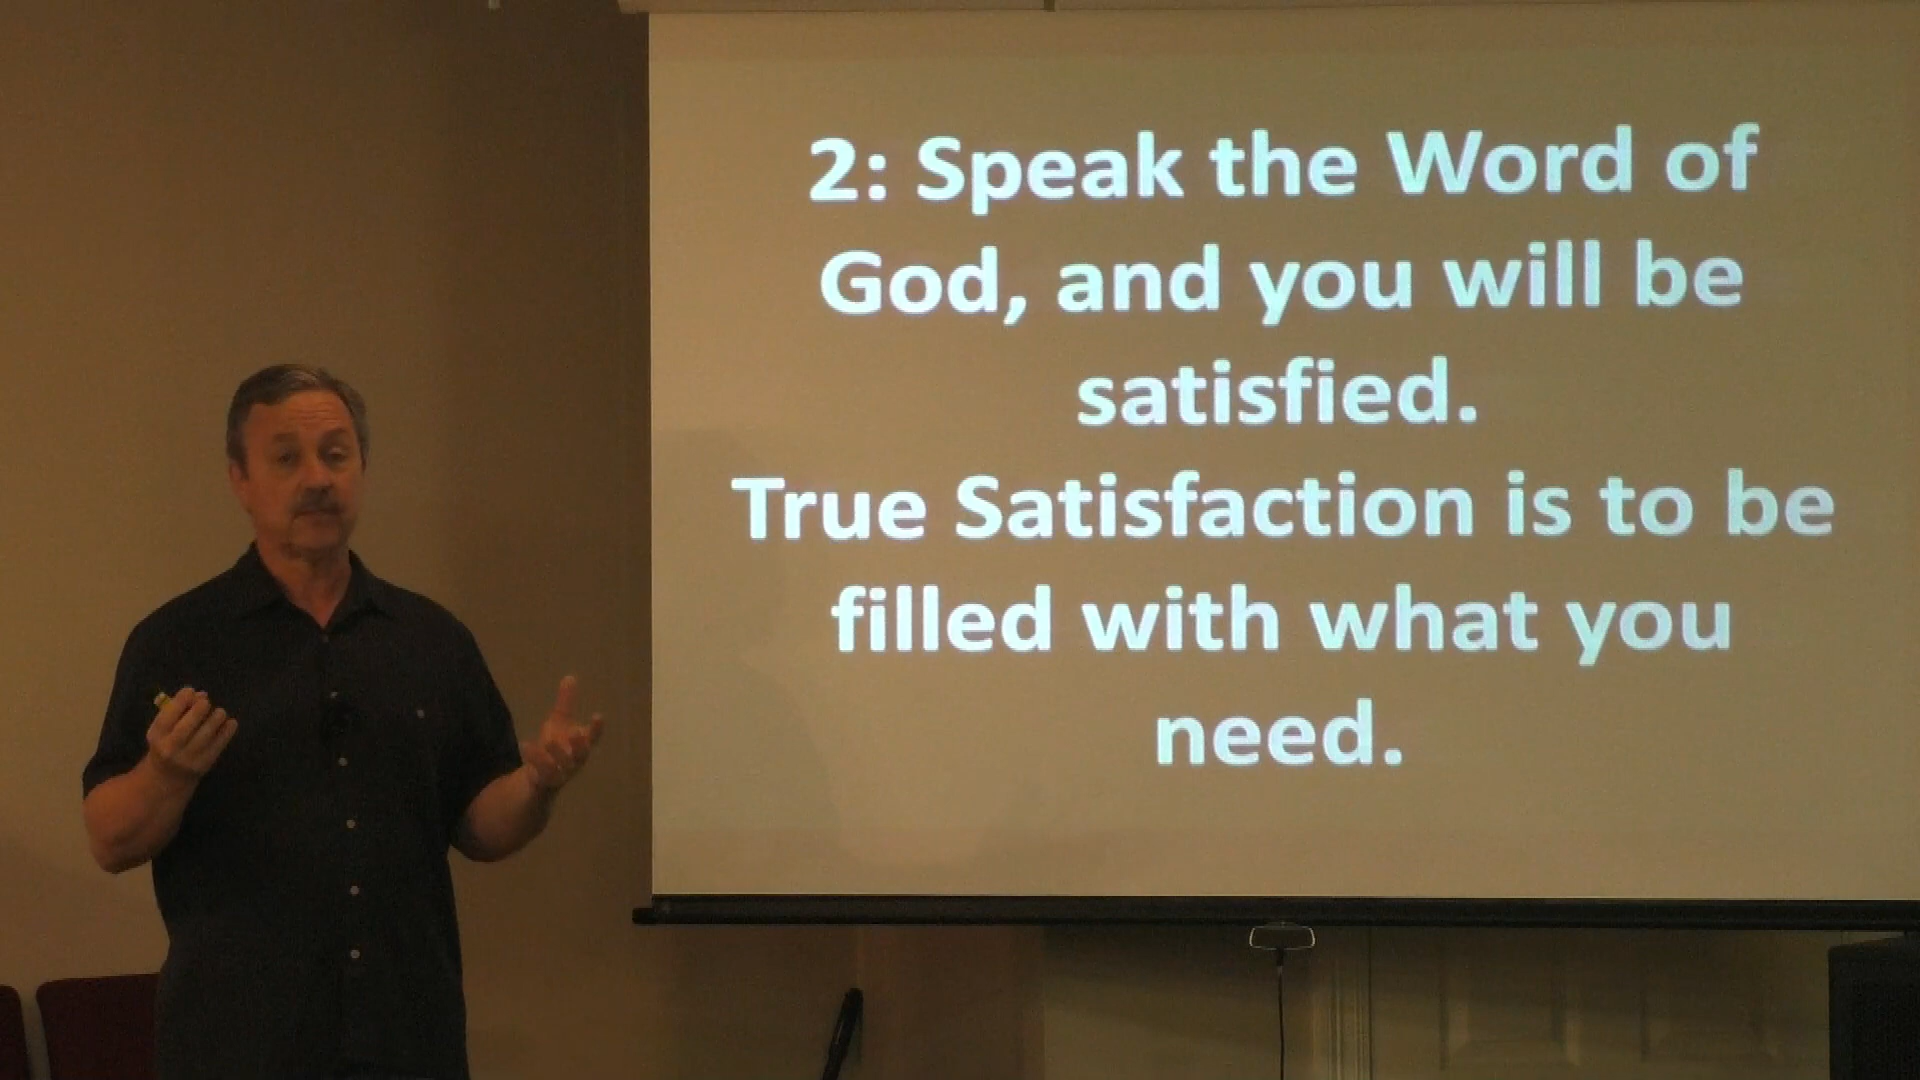 2: Speak the Word of
God, and you will be
satisfied.
True Satisfaction is to be
filled with what you
need.